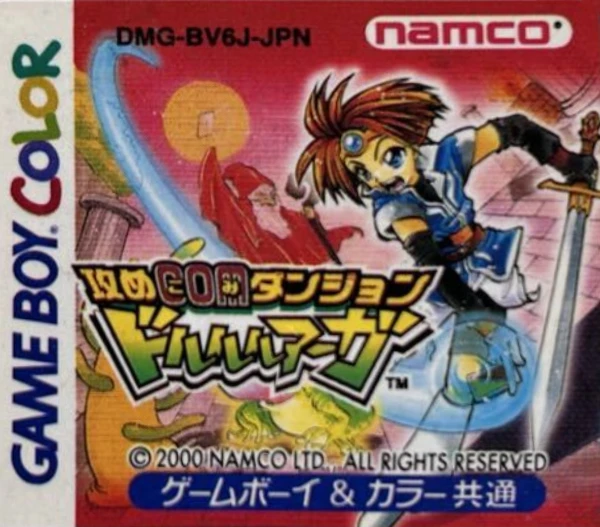 DMG-BV6J-JPN
namco
GAME BOY COLOR
攻めCOMダンジョン
こみ
ドルルルアーガ
TM
© 2000 NAMCO LTD., ALL RIGHTS RESERVED
ゲームボーイ & カラー共通